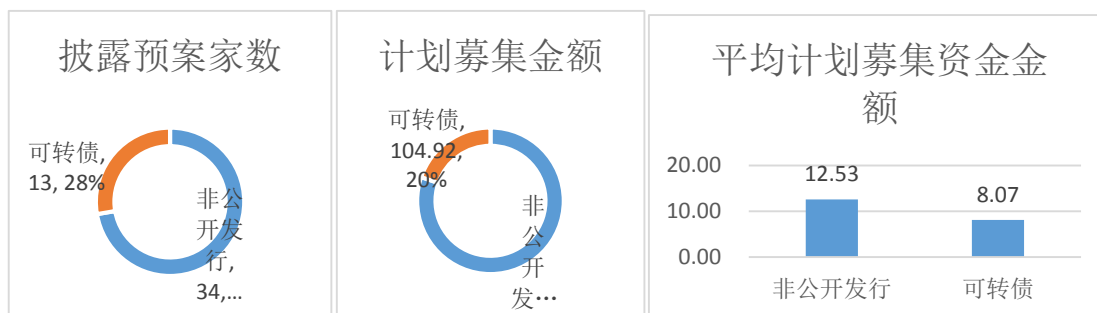 披露预案家数
可转债,
13, 28%
非公
开发
行,
34,...
计划募集金额
可转债,
104.92,
20%
非
公
开
发…
平均计划募集资金金
额
20.00
10.00
0.00
12.53
8.07
非公开发行
可转债